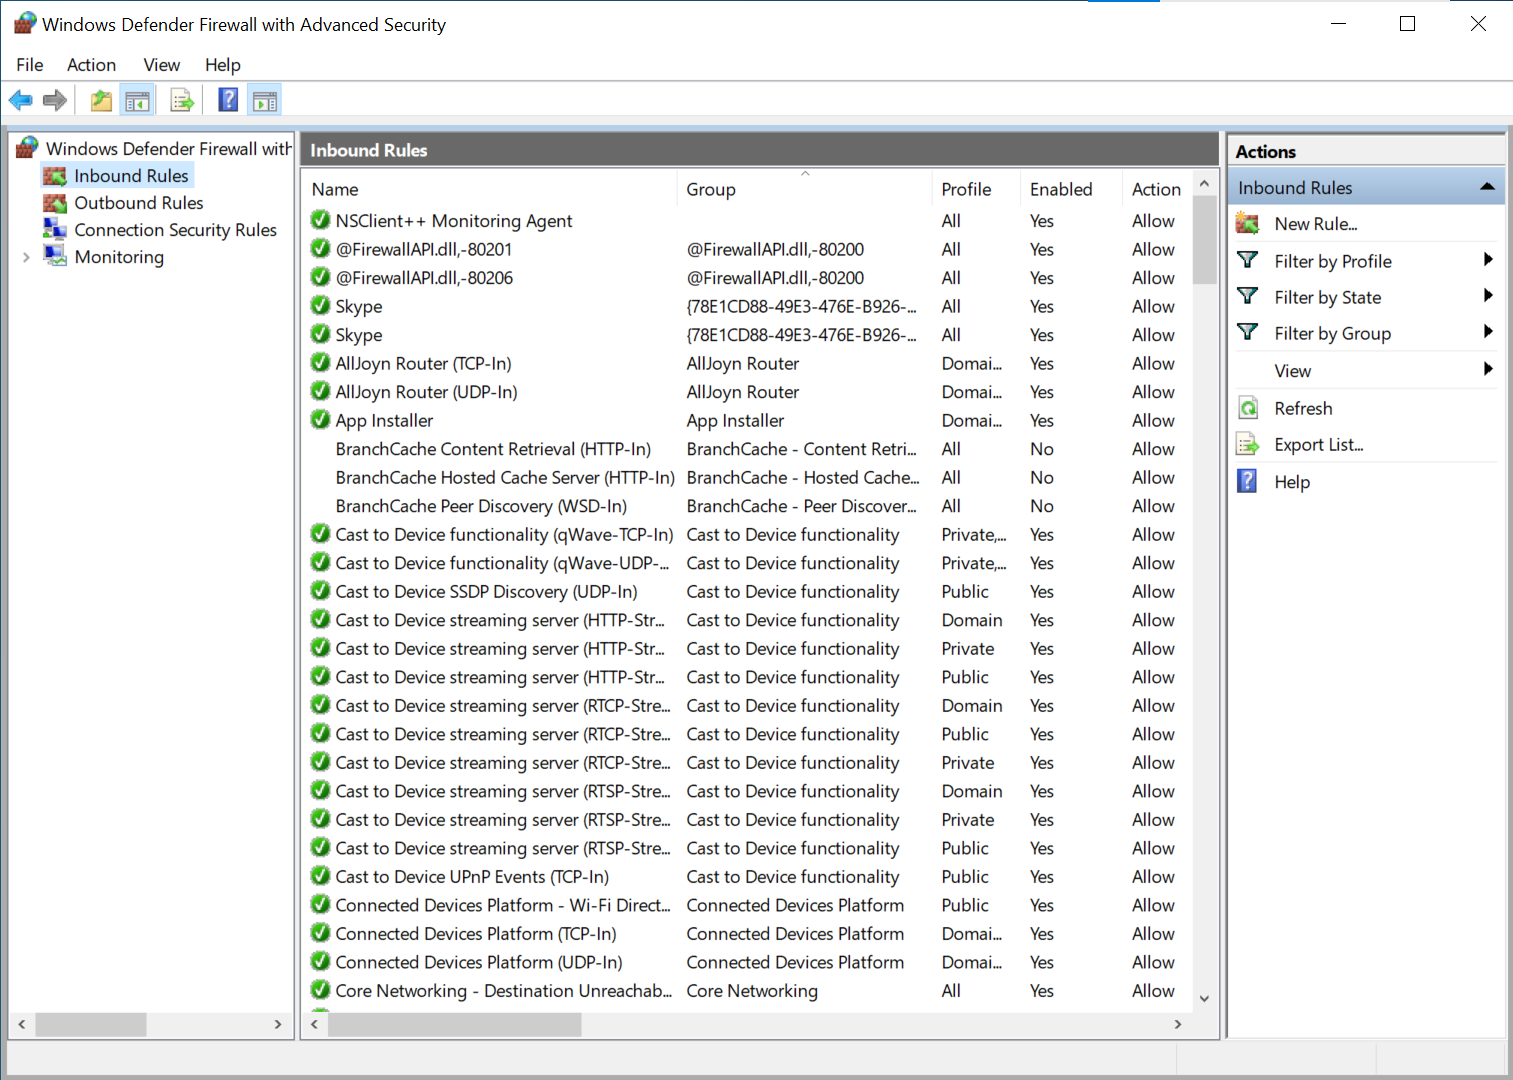 Windows Defender Firewall with Advanced Security
File Action View Help
Windows Defender Firewall with
Inbound Rules
Outbound Rules
Connection Security Rules
Monitoring
Inbound Rules
Name Group Profile Enabled Action
NSClient++ Monitoring Agent All Yes Allow
@FirewallAPI.dll,-80201 @FirewallAPI.dll,-80200 All Yes Allow
@FirewallAPI.dll,-80206 @FirewallAPI.dll,-80200 All Yes Allow
Skype {78E1CD88-49E3-476E-B926-... All Yes Allow
Skype {78E1CD88-49E3-476E-B926-... All Yes Allow
AllJoyn Router (TCP-In) AllJoyn Router Domai... Yes Allow
AllJoyn Router (UDP-In) AllJoyn Router Domai... Yes Allow
App Installer App Installer Domai... Yes Allow
BranchCache Content Retrieval (HTTP-In) BranchCache - Content Retri... All No Allow
BranchCache Hosted Cache Server (HTTP-In) BranchCache - Hosted Cache... All No Allow
BranchCache Peer Discovery (WSD-In) BranchCache - Peer Discover... All No Allow
Cast to Device functionality (qWave-TCP-In) Cast to Device functionality Private,... Yes Allow
Cast to Device functionality (qWave-UDP-... Cast to Device functionality Private,... Yes Allow
Cast to Device SSDP Discovery (UDP-In) Cast to Device functionality Public Yes Allow
Cast to Device streaming server (HTTP-Str... Cast to Device functionality Domain Yes Allow
Cast to Device streaming server (HTTP-Str... Cast to Device functionality Private Yes Allow
Cast to Device streaming server (HTTP-Str... Cast to Device functionality Public Yes Allow
Cast to Device streaming server (RTCP-Stre... Cast to Device functionality Domain Yes Allow
Cast to Device streaming server (RTCP-Stre... Cast to Device functionality Public Yes Allow
Cast to Device streaming server (RTCP-Stre... Cast to Device functionality Private Yes Allow
Cast to Device streaming server (RTSP-Stre... Cast to Device functionality Domain Yes Allow
Cast to Device streaming server (RTSP-Stre... Cast to Device functionality Private Yes Allow
Cast to Device streaming server (RTSP-Stre... Cast to Device functionality Public Yes Allow
Cast to Device UPnP Events (TCP-In) Cast to Device functionality Public Yes Allow
Connected Devices Platform - Wi-Fi Direct... Connected Devices Platform Public Yes Allow
Connected Devices Platform (TCP-In) Connected Devices Platform Domai... Yes Allow
Connected Devices Platform (UDP-In) Connected Devices Platform Domai... Yes Allow
Core Networking - Destination Unreachab... Core Networking All Yes Allow
Actions
Inbound Rules
New Rule...
Filter by Profile
Filter by State
Filter by Group
View
Refresh
Export List...
Help